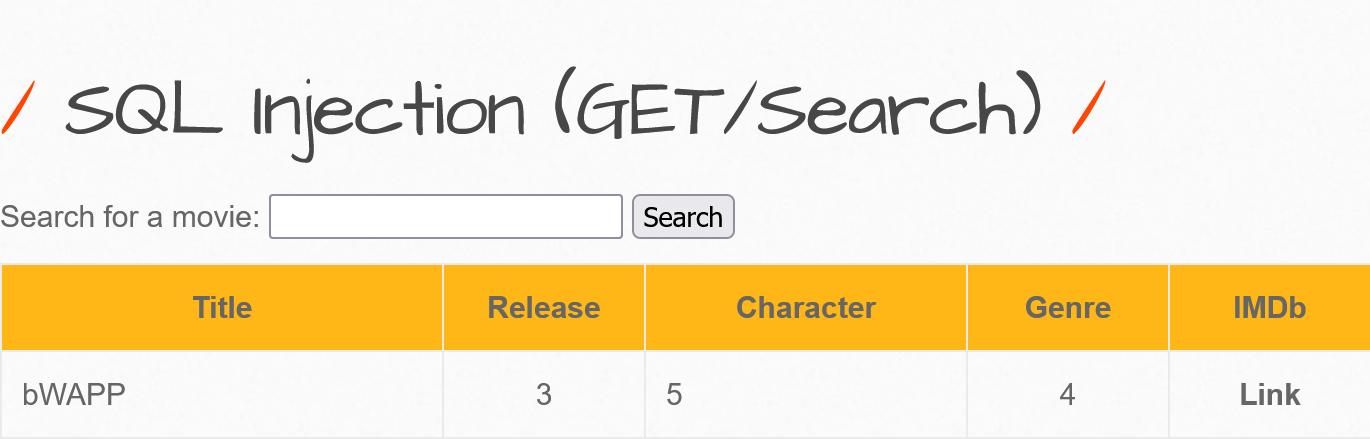 / SQL Injection (GET/Search) /
Search for a movie: Search
Title Release Character Genre IMDb
bWAPP 3 5 4 Link